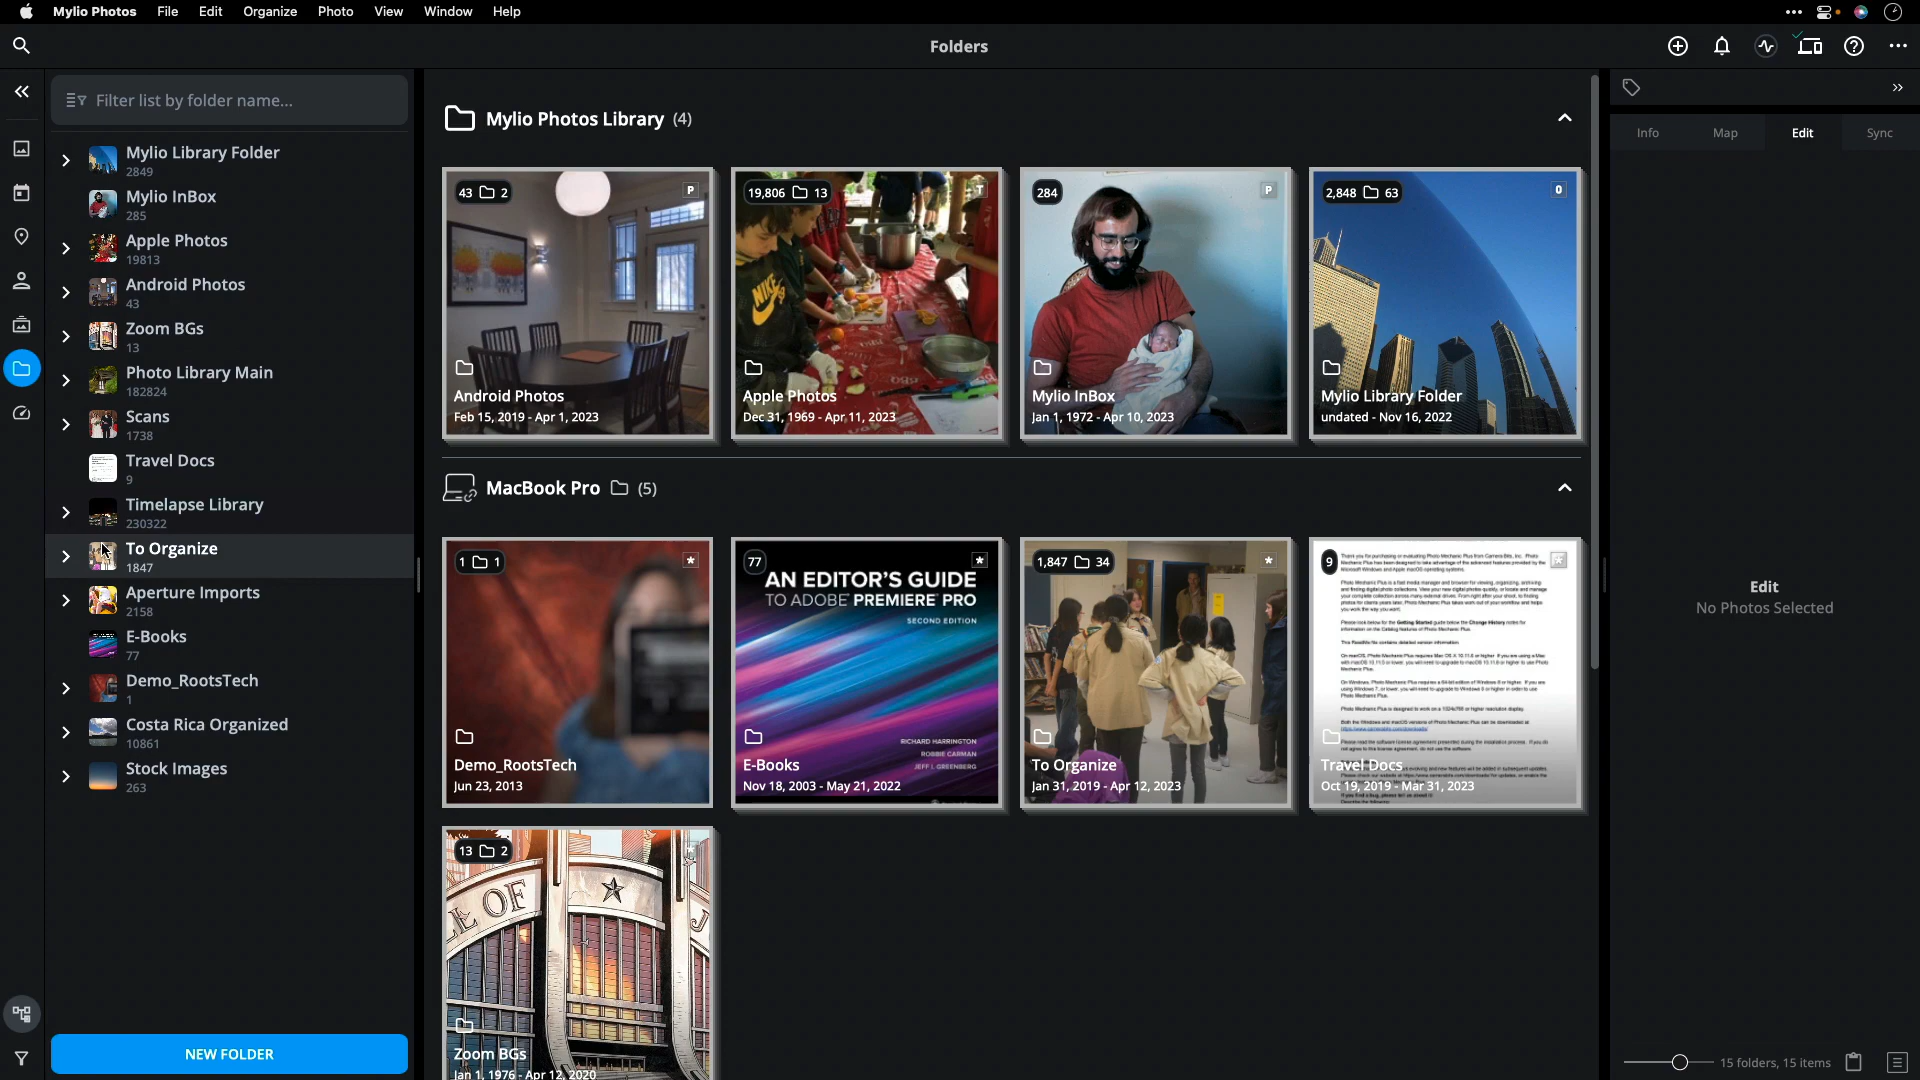 Mylio Photos File Edit Organize Photo View Window Help
Folders
Filter list by folder name...
Mylio Library Folder
2849
Mylio InBox
285
Apple Photos
19813
Android Photos
43
Zoom BGs
13
Photo Library Main
182824
Scans
1738
Travel Docs
9
Timelapse Library
230322
To Organize
1847
Aperture Imports
2158
E-Books
77
Demo_RootsTech
1
Costa Rica Organized
10861
Stock Images
263
NEW FOLDER
Mylio Photos Library (4)
43 2 P
Android Photos
Feb 15, 2019 - Apr 1, 2023
19,806 13 T
NIKE
Apple Photos
Dec 31, 1969 - Apr 11, 2023
284 P
Mylio InBox
Jan 1, 1972 - Apr 10, 2023
2,848 63 O
Mylio Library Folder
undated - Nov 16, 2022
MacBook Pro (5)
1 1
Demo_RootsTech
Jun 23, 2013
77
AN EDITOR'S GUIDE
TO ADOBE PREMIERE PRO
SECOND EDITION
RICHARD HARRINGTON
ROBBIE CARMAN
JEFF I. GREENBERG
E-Books
Nov 18, 2003 - May 21, 2022
1,847 34
To Organize
Jan 31, 2019 - Apr 12, 2023
9
Travel Docs
Oct 19, 2019 - Mar 31, 2023
13 2
LE OF J
Zoom BGs
Jan 1, 1976 - Apr 12, 2020
Info Map Edit Sync
Edit
No Photos Selected
15 folders, 15 items